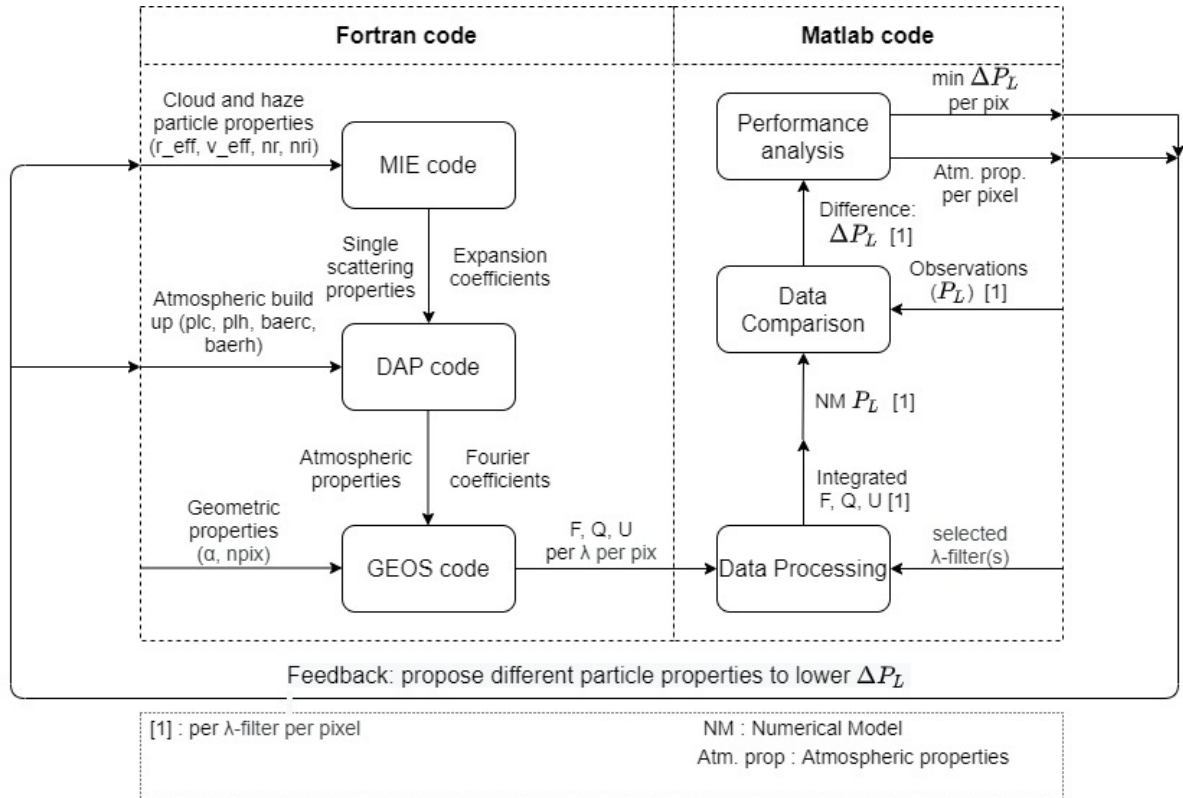 Fortran code
Matlab code
Cloud and haze
particle properties
(r_eff, v_eff, nr, nri)
MIE code
Single
scattering
properties
Expansion
coefficients
Atmospheric build
up (plc, plh, baerc,
baerh)
DAP code
Atmospheric
properties
Fourier
coefficients
Geometric
properties
(α, npix)
GEOS code
F, Q, U
per λ per pix
Performance
analysis
min ΔP_L
per pix
Atm. prop.
per pixel
Difference:
ΔP_L [1]
Observations
(P_L) [1]
Data
Comparison
NM P_L [1]
Integrated
F, Q, U [1]
Data Processing
selected
λ-filter(s)
Feedback: propose different particle properties to lower ΔP_L
[1] : per λ-filter per pixel
NM : Numerical Model
Atm. prop : Atmospheric properties